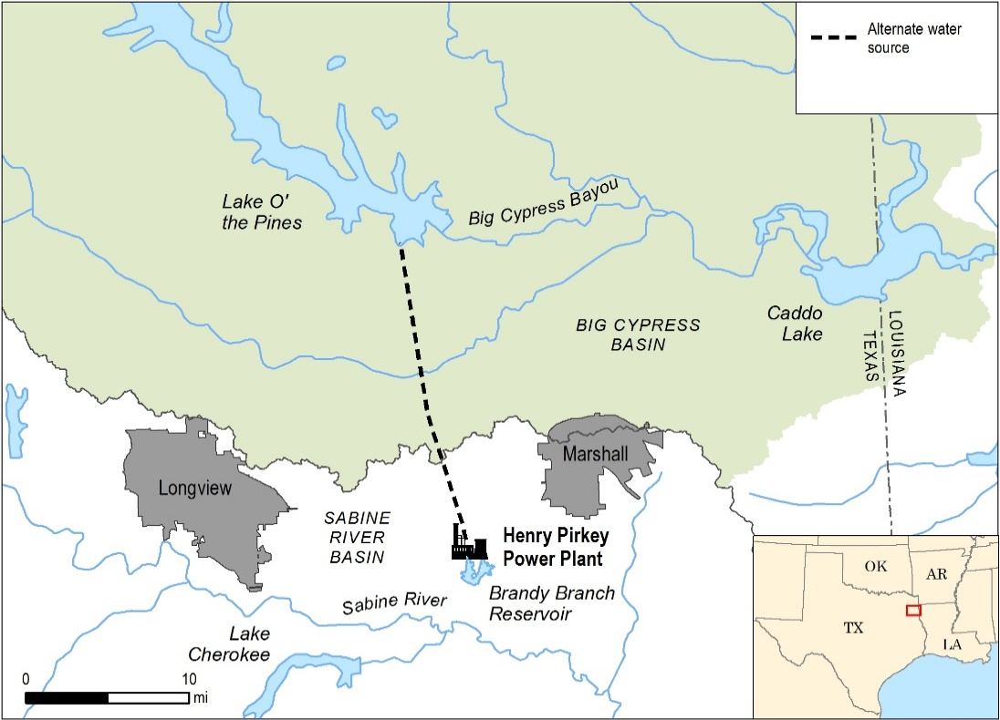 Alternate water
source
Lake O'
the Pines
Big Cypress Bayou
BIG CYPRESS
BASIN
Caddo
Lake
LOUISIANA
TEXAS
Longview
Marshall
SABINE
RIVER
BASIN
Henry Pirkey
Power Plant
Brandy Branch
Reservoir
Sabine River
Lake
Cherokee
0 10
mi
OK
AR
TX
LA